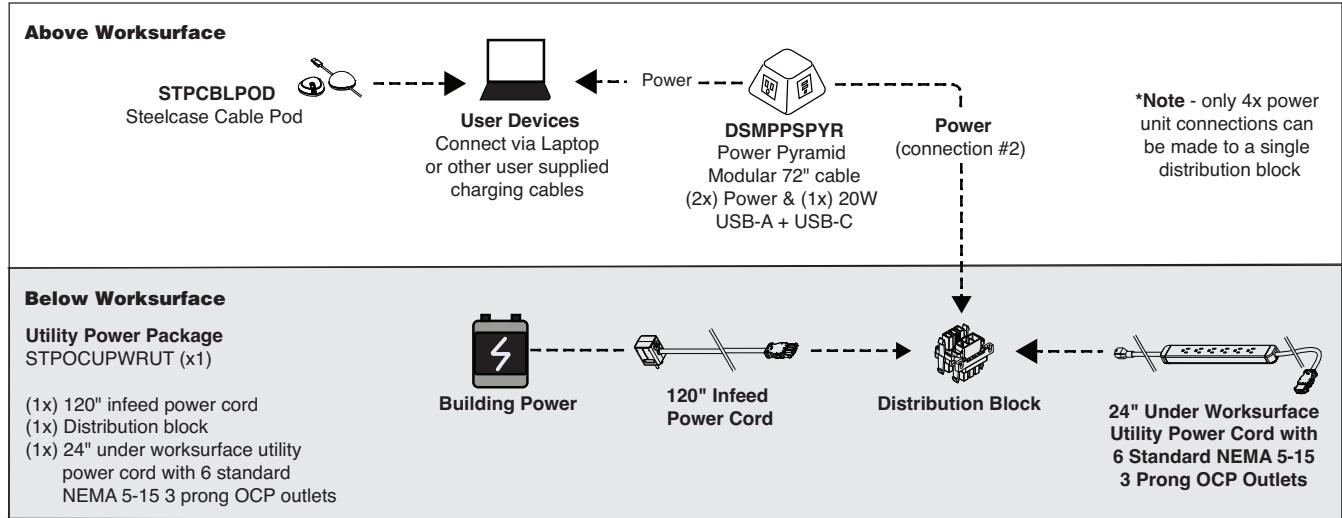 Above Worksurface
STPCBLPOD
Steelcase Cable Pod
User Devices
Connect via Laptop
or other user supplied
charging cables
Power
DSMPPSPYR
Power Pyramid
Modular 72" cable
(2x) Power & (1x) 20W
USB-A + USB-C
Power
(connection #2)
*Note - only 4x power
unit connections can
be made to a single
distribution block
Below Worksurface
Utility Power Package
STPOCUPWRUT (x1)
(1x) 120" infeed power cord
(1x) Distribution block
(1x) 24" under worksurface utility
power cord with 6 standard
NEMA 5-15 3 prong OCP outlets
Building Power
120" Infeed
Power Cord
Distribution Block
24" Under Worksurface
Utility Power Cord with
6 Standard NEMA 5-15
3 Prong OCP Outlets